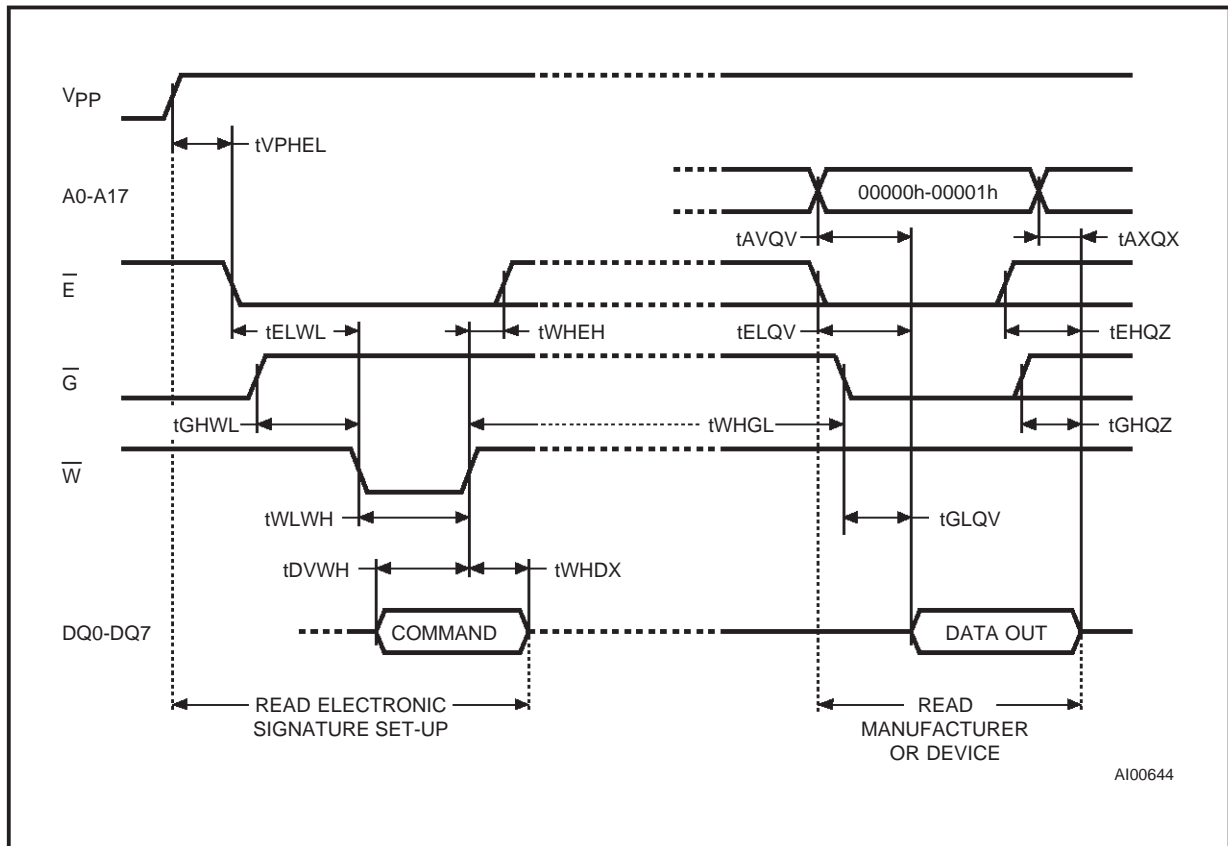 VPP
tVPHEL
A0-A17
00000h-00001h
tAVQV
tAXQX
E
tELWL
tWHEH
tELQV
tEHQZ
G
tGHWL
tWHGL
tGHQZ
W
tWLWH
tGLQV
tDVWH
tWHDX
DQ0-DQ7
COMMAND
DATA OUT
READ ELECTRONIC
SIGNATURE SET-UP
READ
MANUFACTURER
OR DEVICE
AI00644